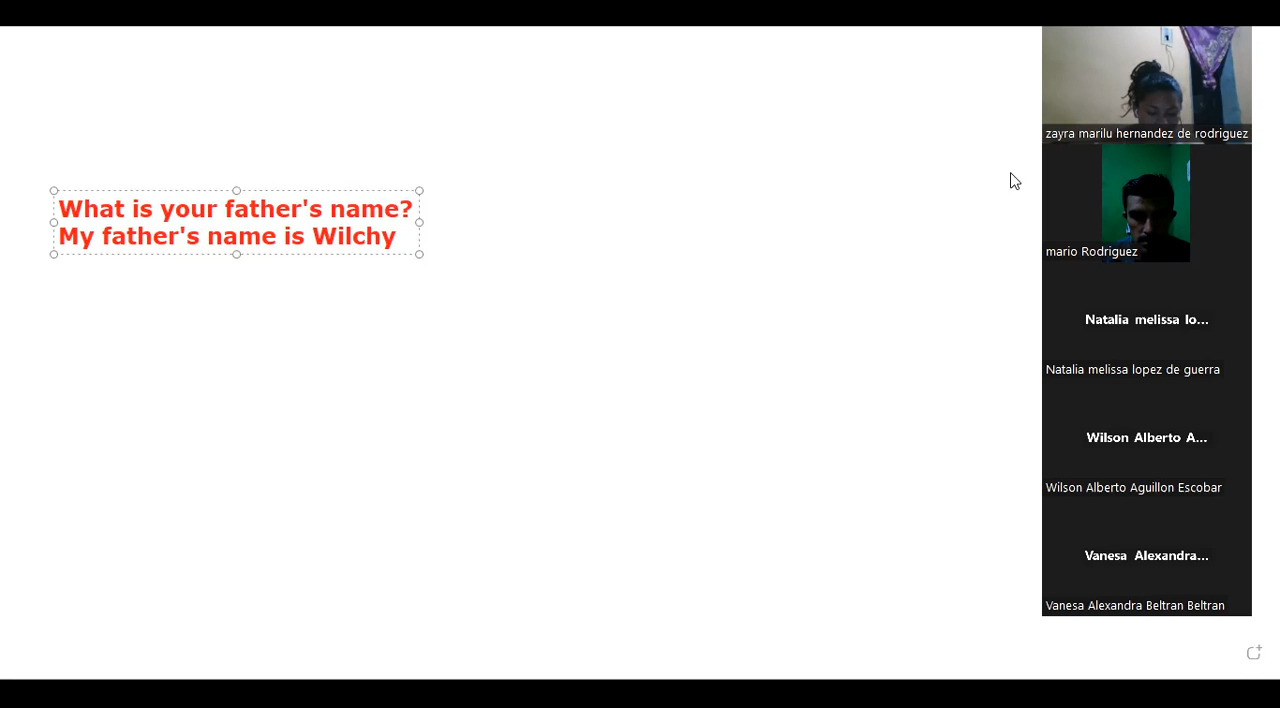 What is your father's name?
My father's name is Wilchy
zayra marilu hernandez de rodriguez
mario Rodriguez
Natalia melissa lo...
Natalia melissa lopez de guerra
Wilson Alberto A...
Wilson Alberto Aguillon Escobar
Vanesa Alexandra...
Vanesa Alexandra Beltran Beltran